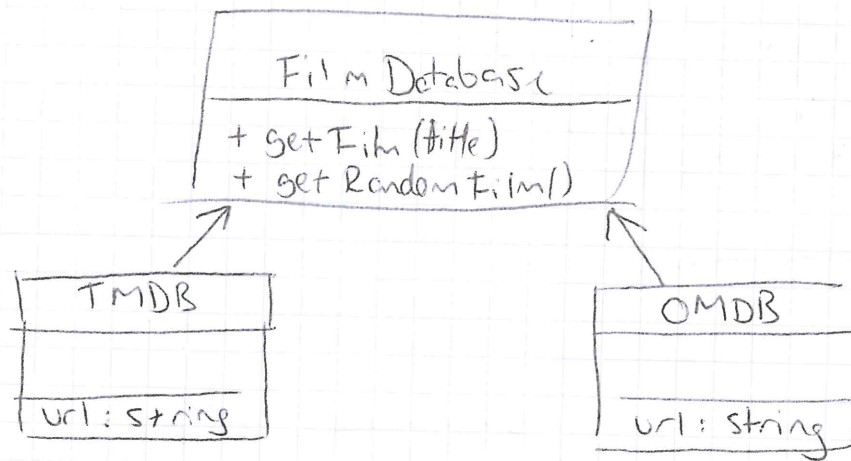 Film Database
+ getFilm(title)
+ getRandomFilm()
TMDB
url: string
OMDB
url: string